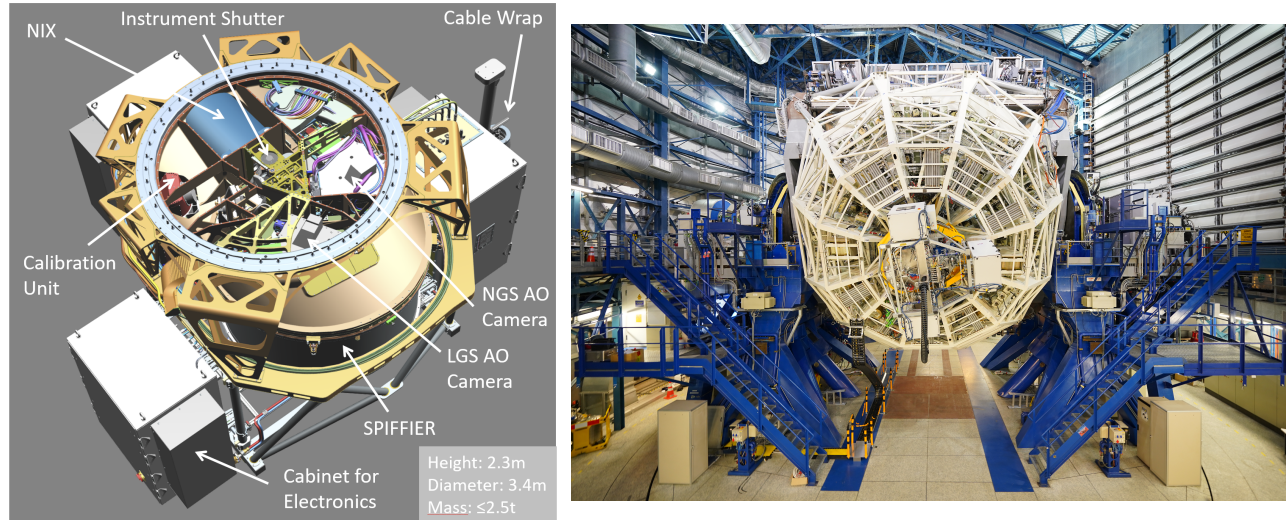 Instrument Shutter
Cable Wrap
NIX
Calibration
Unit
NGS AO
Camera
LGS AO
Camera
SPIFFIER
Cabinet for
Electronics
Height: 2.3m
Diameter: 3.4m
Mass: ≤2.5t